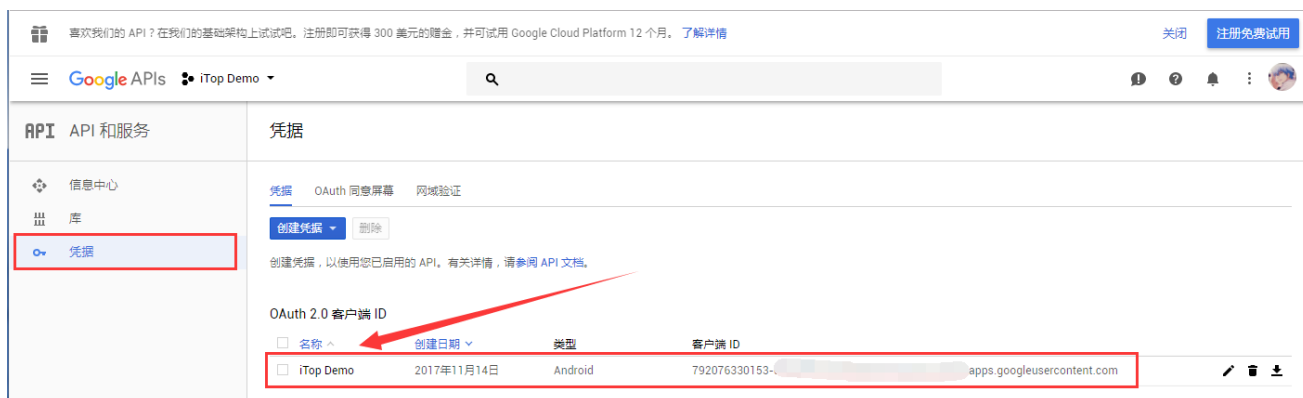 喜欢我们的 API？在我们的基础架构上试试吧。注册即可获得 300 美元的赠金，并可试用 Google Cloud Platform 12 个月。 了解详情 关闭 注册免费试用
Google APIs iTop Demo
API API 和服务 凭据
信息中心
凭据 OAuth 同意屏幕 网域验证
库
创建凭据 删除
凭据
创建凭据，以使用您已启用的 API。有关详情，请参阅 API 文档。
OAuth 2.0 客户端 ID
名称 创建日期 类型 客户端 ID
iTop Demo 2017年11月14日 Android 792076330153- apps.googleusercontent.com